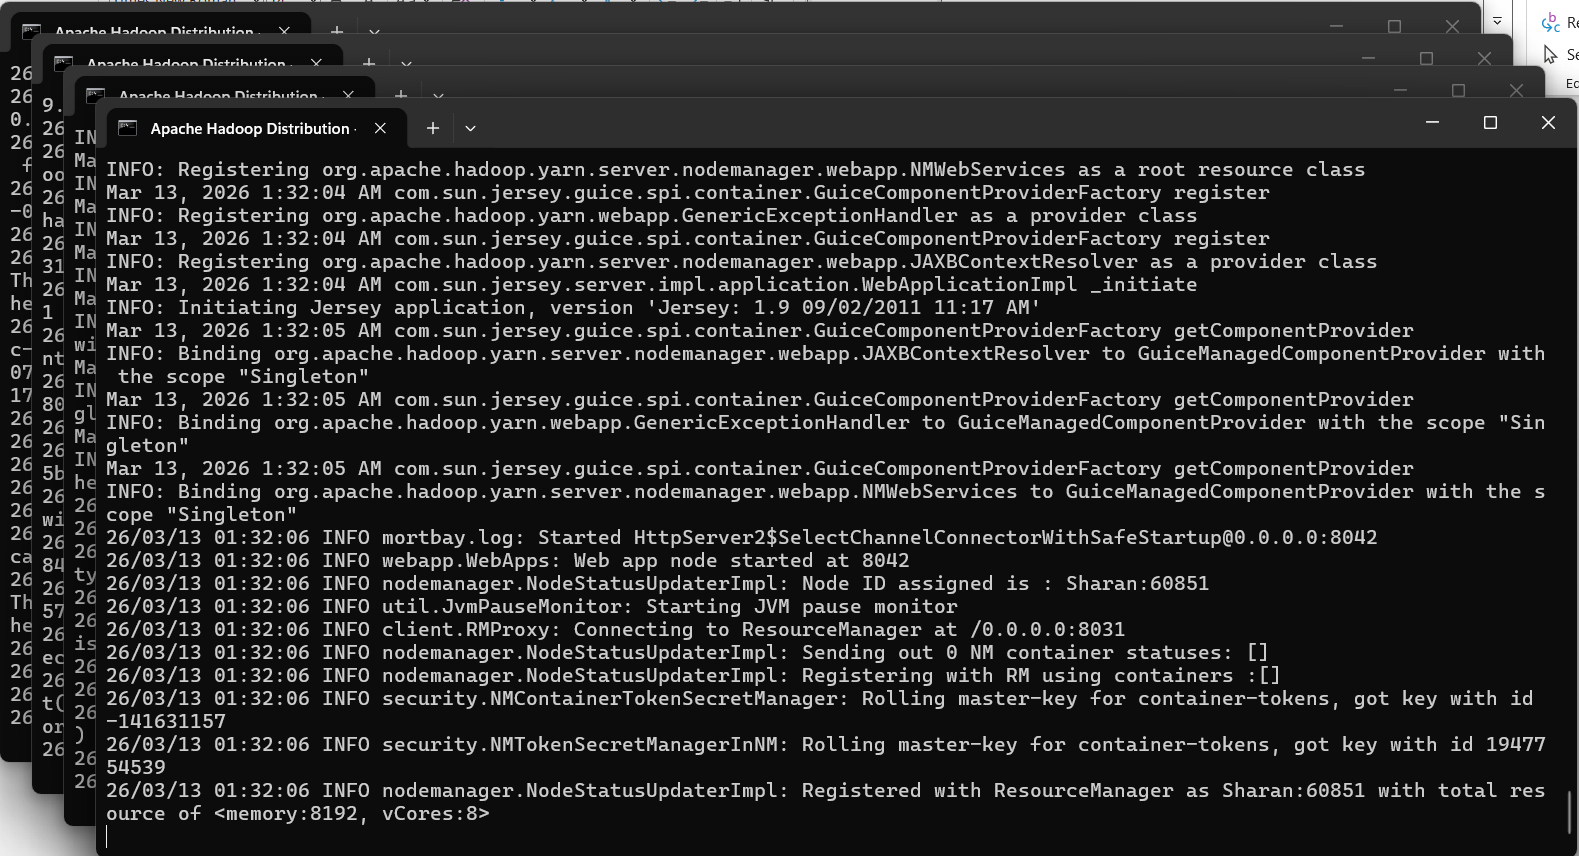 Apache Hadoop Distribution
Apache Hadoop Distribution
Apache Hadoop Distribution
Apache Hadoop Distribution
INFO: Registering org.apache.hadoop.yarn.server.nodemanager.webapp.NMWebServices as a root resource class
Mar 13, 2026 1:32:04 AM com.sun.jersey.guice.spi.container.GuiceComponentProviderFactory register
INFO: Registering org.apache.hadoop.yarn.webapp.GenericExceptionHandler as a provider class
Mar 13, 2026 1:32:04 AM com.sun.jersey.guice.spi.container.GuiceComponentProviderFactory register
INFO: Registering org.apache.hadoop.yarn.server.nodemanager.webapp.JAXBContextResolver as a provider class
Mar 13, 2026 1:32:04 AM com.sun.jersey.server.impl.application.WebApplicationImpl _initiate
INFO: Initiating Jersey application, version 'Jersey: 1.9 09/02/2011 11:17 AM'
Mar 13, 2026 1:32:05 AM com.sun.jersey.guice.spi.container.GuiceComponentProviderFactory getComponentProvider
INFO: Binding org.apache.hadoop.yarn.server.nodemanager.webapp.JAXBContextResolver to GuiceManagedComponentProvider with
 the scope "Singleton"
Mar 13, 2026 1:32:05 AM com.sun.jersey.guice.spi.container.GuiceComponentProviderFactory getComponentProvider
INFO: Binding org.apache.hadoop.yarn.webapp.GenericExceptionHandler to GuiceManagedComponentProvider with the scope "Sin
gleton"
Mar 13, 2026 1:32:05 AM com.sun.jersey.guice.spi.container.GuiceComponentProviderFactory getComponentProvider
INFO: Binding org.apache.hadoop.yarn.server.nodemanager.webapp.NMWebServices to GuiceManagedComponentProvider with the s
cope "Singleton"
26/03/13 01:32:06 INFO mortbay.log: Started HttpServer2$SelectChannelConnectorWithSafeStartup@0.0.0.0:8042
26/03/13 01:32:06 INFO webapp.WebApps: Web app node started at 8042
26/03/13 01:32:06 INFO nodemanager.NodeStatusUpdaterImpl: Node ID assigned is : Sharan:60851
26/03/13 01:32:06 INFO util.JvmPauseMonitor: Starting JVM pause monitor
26/03/13 01:32:06 INFO client.RMProxy: Connecting to ResourceManager at /0.0.0.0:8031
26/03/13 01:32:06 INFO nodemanager.NodeStatusUpdaterImpl: Sending out 0 NM container statuses: []
26/03/13 01:32:06 INFO nodemanager.NodeStatusUpdaterImpl: Registering with RM using containers :[]
26/03/13 01:32:06 INFO security.NMContainerTokenSecretManager: Rolling master-key for container-tokens, got key with id
-141631157
26/03/13 01:32:06 INFO security.NMTokenSecretManagerInNM: Rolling master-key for container-tokens, got key with id 19477
54539
26/03/13 01:32:06 INFO nodemanager.NodeStatusUpdaterImpl: Registered with ResourceManager as Sharan:60851 with total res
ource of <memory:8192, vCores:8>